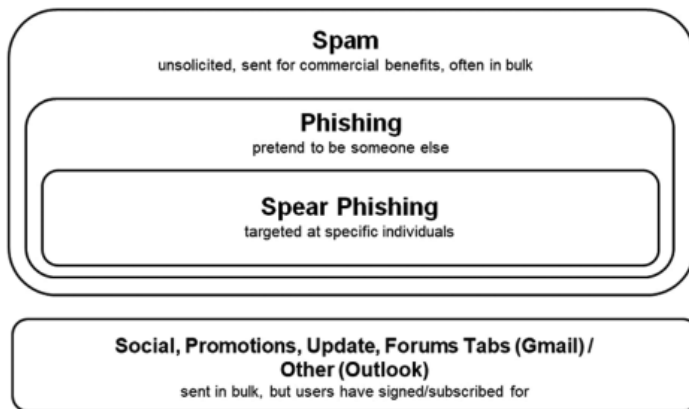 Spam
unsolicited, sent for commercial benefits, often in bulk
Phishing
pretend to be someone else
Spear Phishing
targeted at specific individuals
Social, Promotions, Update, Forums Tabs (Gmail) /
Other (Outlook)
sent in bulk, but users have signed/subscribed for